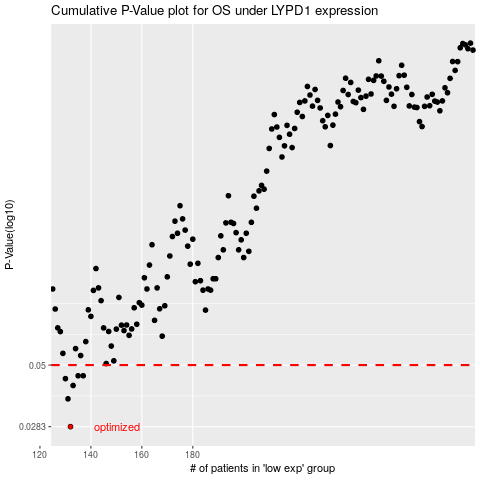 Cumulative P-Value plot for OS under LYPD1 expression
P-Value(log10)
0.05
0.0283
optimized
120 140 160 180
# of patients in 'low exp' group